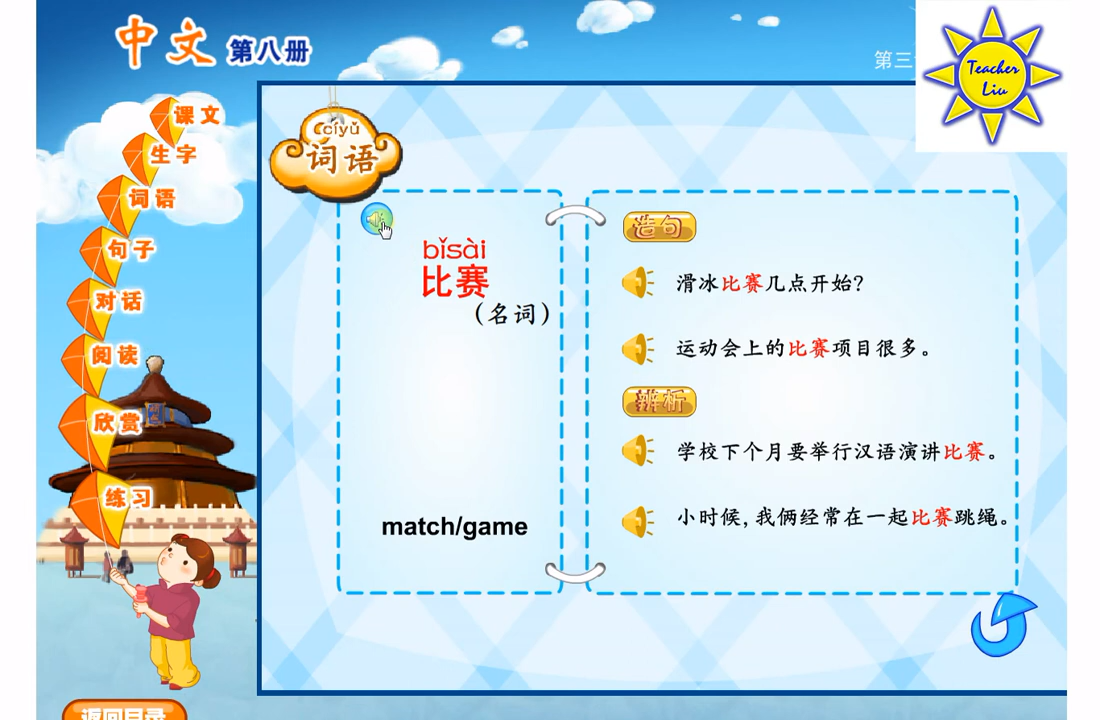 中文 第八册
第三
Teacher
Liu
课文
生字
词语
句子
对话
阅读
欣赏
练习
返回目录
cíyǔ
词语
bǐsài
比赛
（名词）
match/game
造句
滑冰比赛几点开始？
运动会上的比赛项目很多。
辨析
学校下个月要举行汉语演讲比赛。
小时候，我俩经常在一起比赛跳绳。